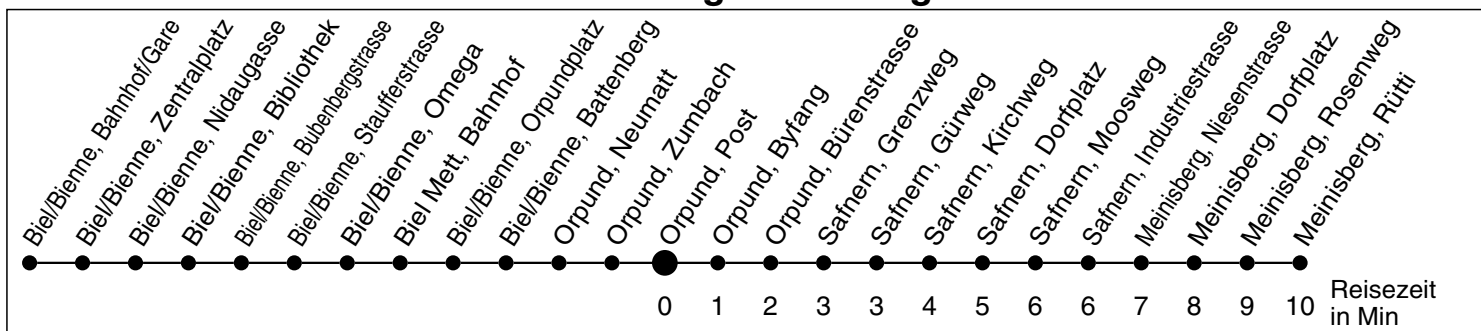 Biel/Bienne, Bahnhof/Gare
Biel/Bienne, Zentralplatz
Biel/Bienne, Nidaugasse
Biel/Bienne, Bibliothek
Biel/Bienne, Bubenbergstrasse
Biel/Bienne, Staufferstrasse
Biel/Bienne, Omega
Biel Mett, Bahnhof
Biel/Bienne, Orpundplatz
Biel/Bienne, Battenberg
Orpund, Neumatt
Orpund, Zumbach
Orpund, Post
Orpund, Byfang
Orpund, Bürenstrasse
Safnern, Grenzweg
Safnern, Gürweg
Safnern, Kirchweg
Safnern, Dorfplatz
Safnern, Moosweg
Safnern, Industriestrasse
Meinisberg, Niesenstrasse
Meinisberg, Dorfplatz
Meinisberg, Rosenweg
Meinisberg, Rütti
0 1 2 3 3 4 5 6 6 7 8 9 10
Reisezeit
in Min